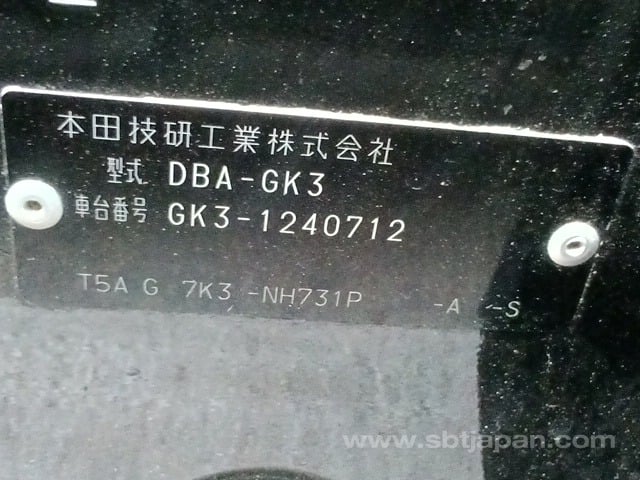 本田技研工業株式会社
型式 DBA-GK3
車台番号 GK3-1240712
T5A G 7K3 -NH731P -A -S
www.sbtjapan.com